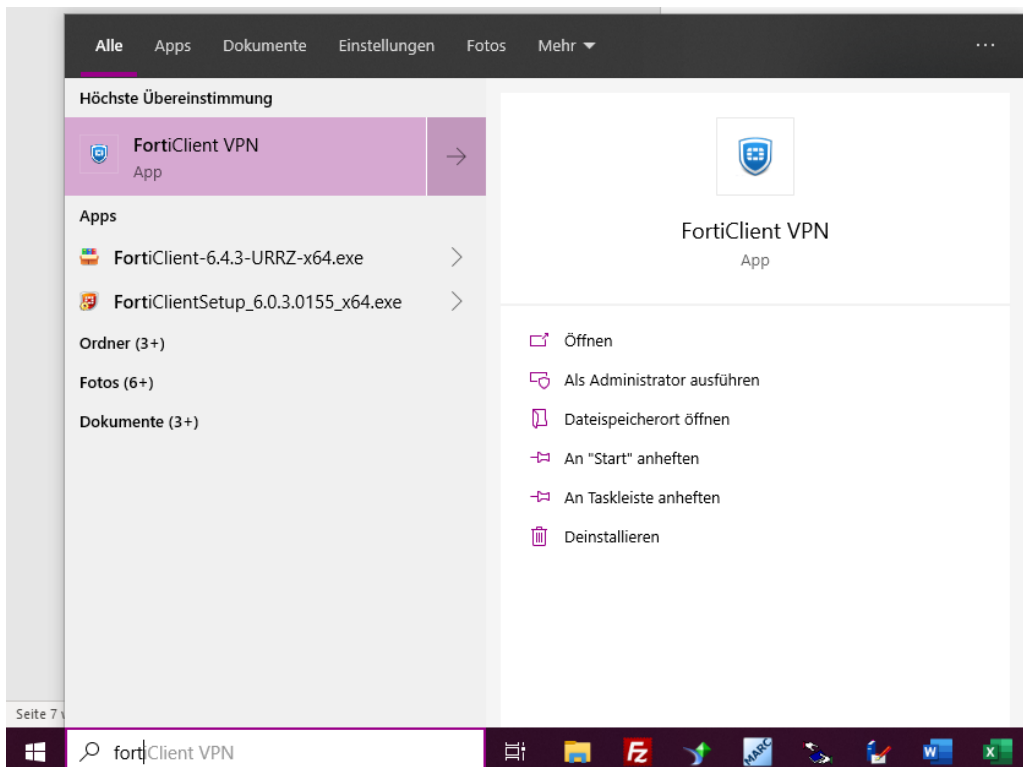 Alle Apps Dokumente Einstellungen Fotos Mehr
Höchste Übereinstimmung
FortiClient VPN
App
Apps
FortiClient-6.4.3-URRZ-x64.exe
FortiClientSetup_6.0.3.0155_x64.exe
Ordner (3+)
Fotos (6+)
Dokumente (3+)
FortiClient VPN
App
Öffnen
Als Administrator ausführen
Dateispeicherort öffnen
An "Start" anheften
An Taskleiste anheften
Deinstallieren
Seite 7
fortiClient VPN
Fz MARC W X